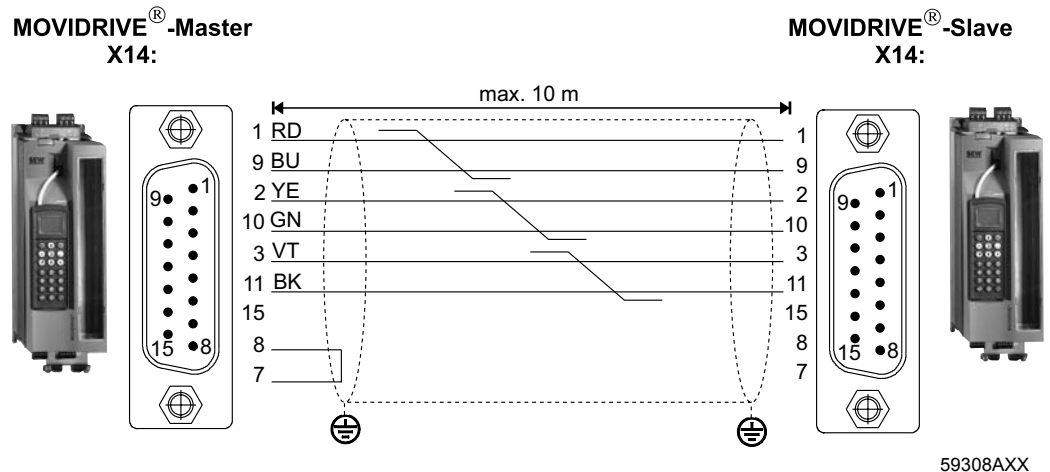 MOVIDRIVE®-Master
X14:
MOVIDRIVE®-Slave
X14:
max. 10 m
1 RD 1
9 BU 9
2 YE 2
10 GN 10
3 VT 3
11 BK 11
15 15
8 8
7 7
9 1
15 8
9 1
15 8
SEW
SEW
59308AXX